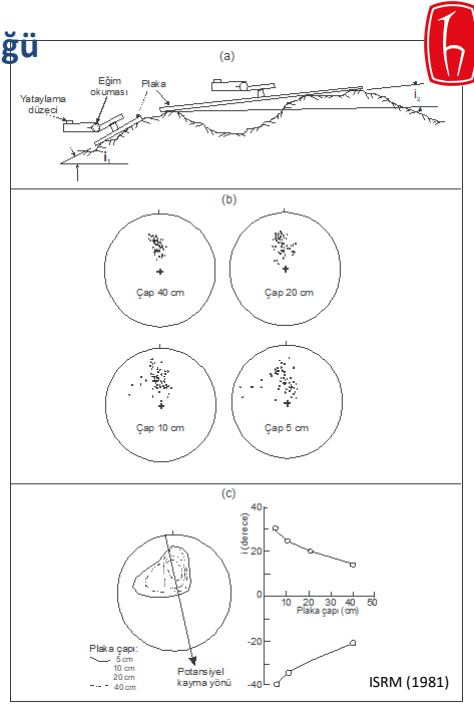 ğü
(a)
Eğim
okuması
Plaka
Yataylama
düzeci
i₂
i₁
(b)
Çap 40 cm
Çap 20 cm
Çap 10 cm
Çap 5 cm
(c)
i (derece)
40
20
0
-20
-40
10 20 30 40 50
Plaka çapı (cm)
Plaka çapı:
5 cm
10 cm
20 cm
40 cm
Potansiyel
kayma yönü
ISRM (1981)